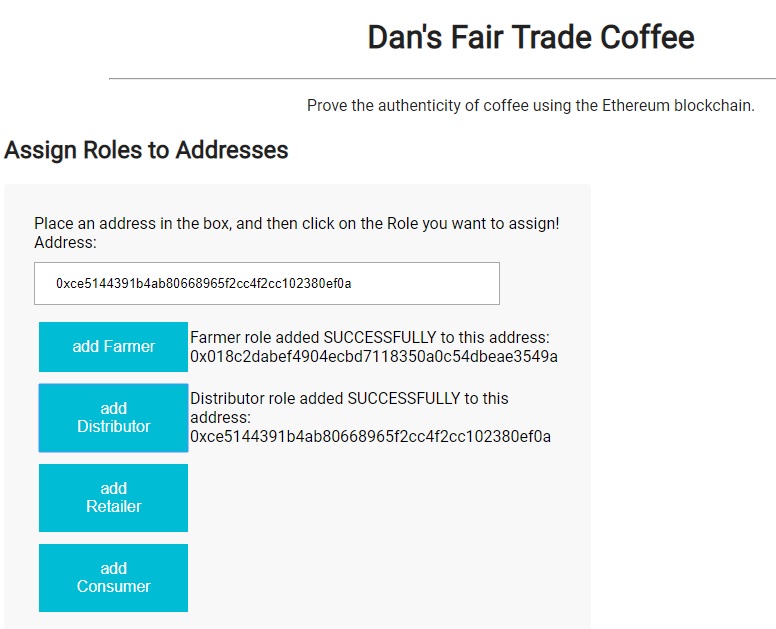 Dan's Fair Trade Coffee
Prove the authenticity of coffee using the Ethereum blockchain.
Assign Roles to Addresses
Place an address in the box, and then click on the Role you want to assign!
Address:
0xce5144391b4ab80668965f2cc4f2cc102380ef0a
add Farmer
Farmer role added SUCCESSFULLY to this address:
0x018c2dabef4904ecbd7118350a0c54dbeae3549a
add
Distributor
Distributor role added SUCCESSFULLY to this
address:
0xce5144391b4ab80668965f2cc4f2cc102380ef0a
add
Retailer
add
Consumer